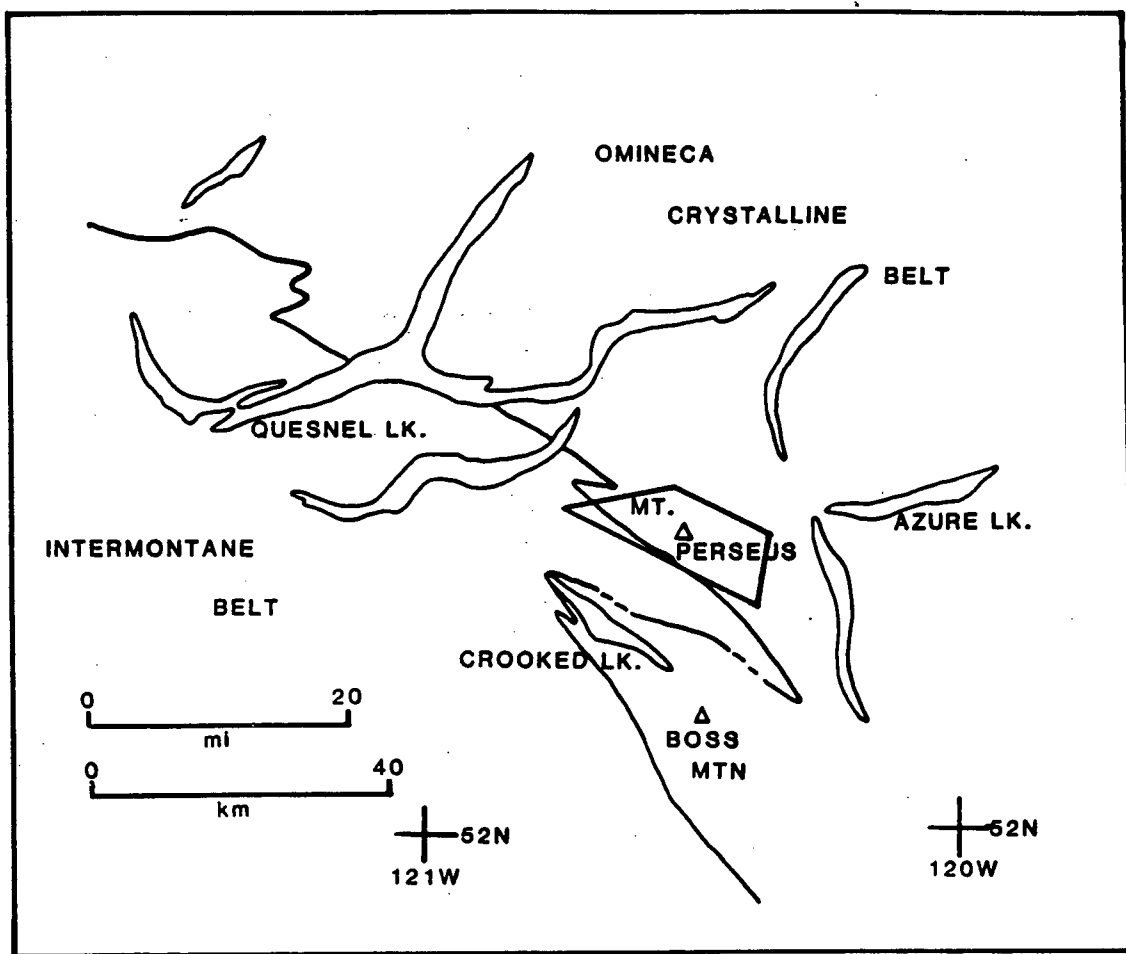 OMINECA
CRYSTALLINE
BELT
QUESNEL LK.
MT.
PERSEUS
AZURE LK.
INTERMONTANE
BELT
CROOKED LK.
0 20
mi
BOSS
MTN
0 40
km
52N
121W
52N
120W